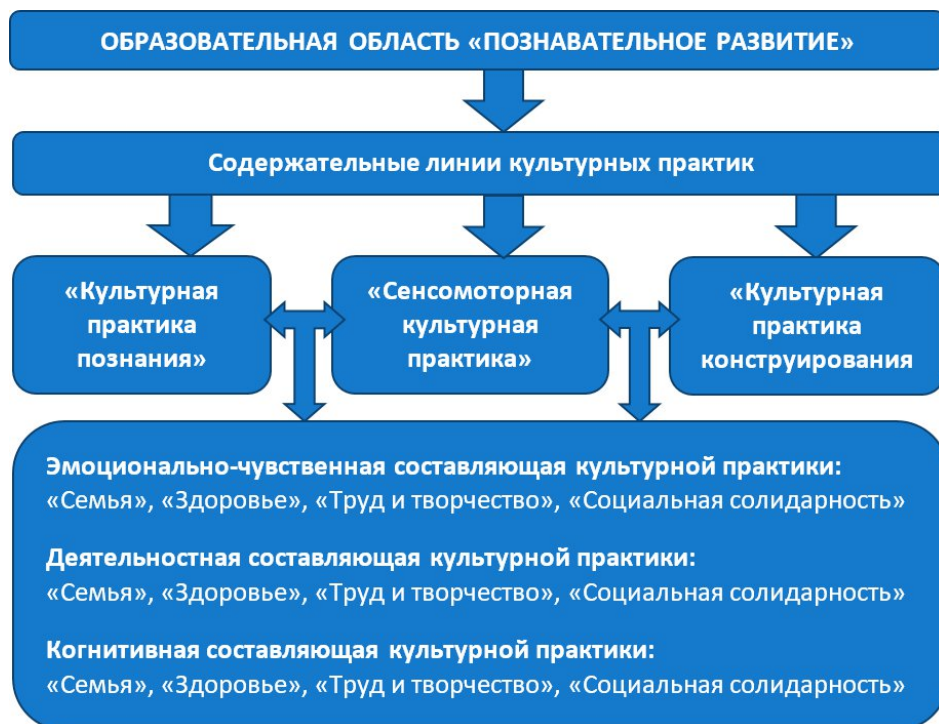 ОБРАЗОВАТЕЛЬНАЯ ОБЛАСТЬ «ПОЗНАВАТЕЛЬНОЕ РАЗВИТИЕ»
Содержательные линии культурных практик
«Культурная
практика
познания»
«Сенсомоторная
культурная
практика»
«Культурная
практика
конструирования
Эмоционально-чувственная составляющая культурной практики:
«Семья», «Здоровье», «Труд и творчество», «Социальная солидарность»
Деятельностная составляющая культурной практики:
«Семья», «Здоровье», «Труд и творчество», «Социальная солидарность»
Когнитивная составляющая культурной практики:
«Семья», «Здоровье», «Труд и творчество», «Социальная солидарность»